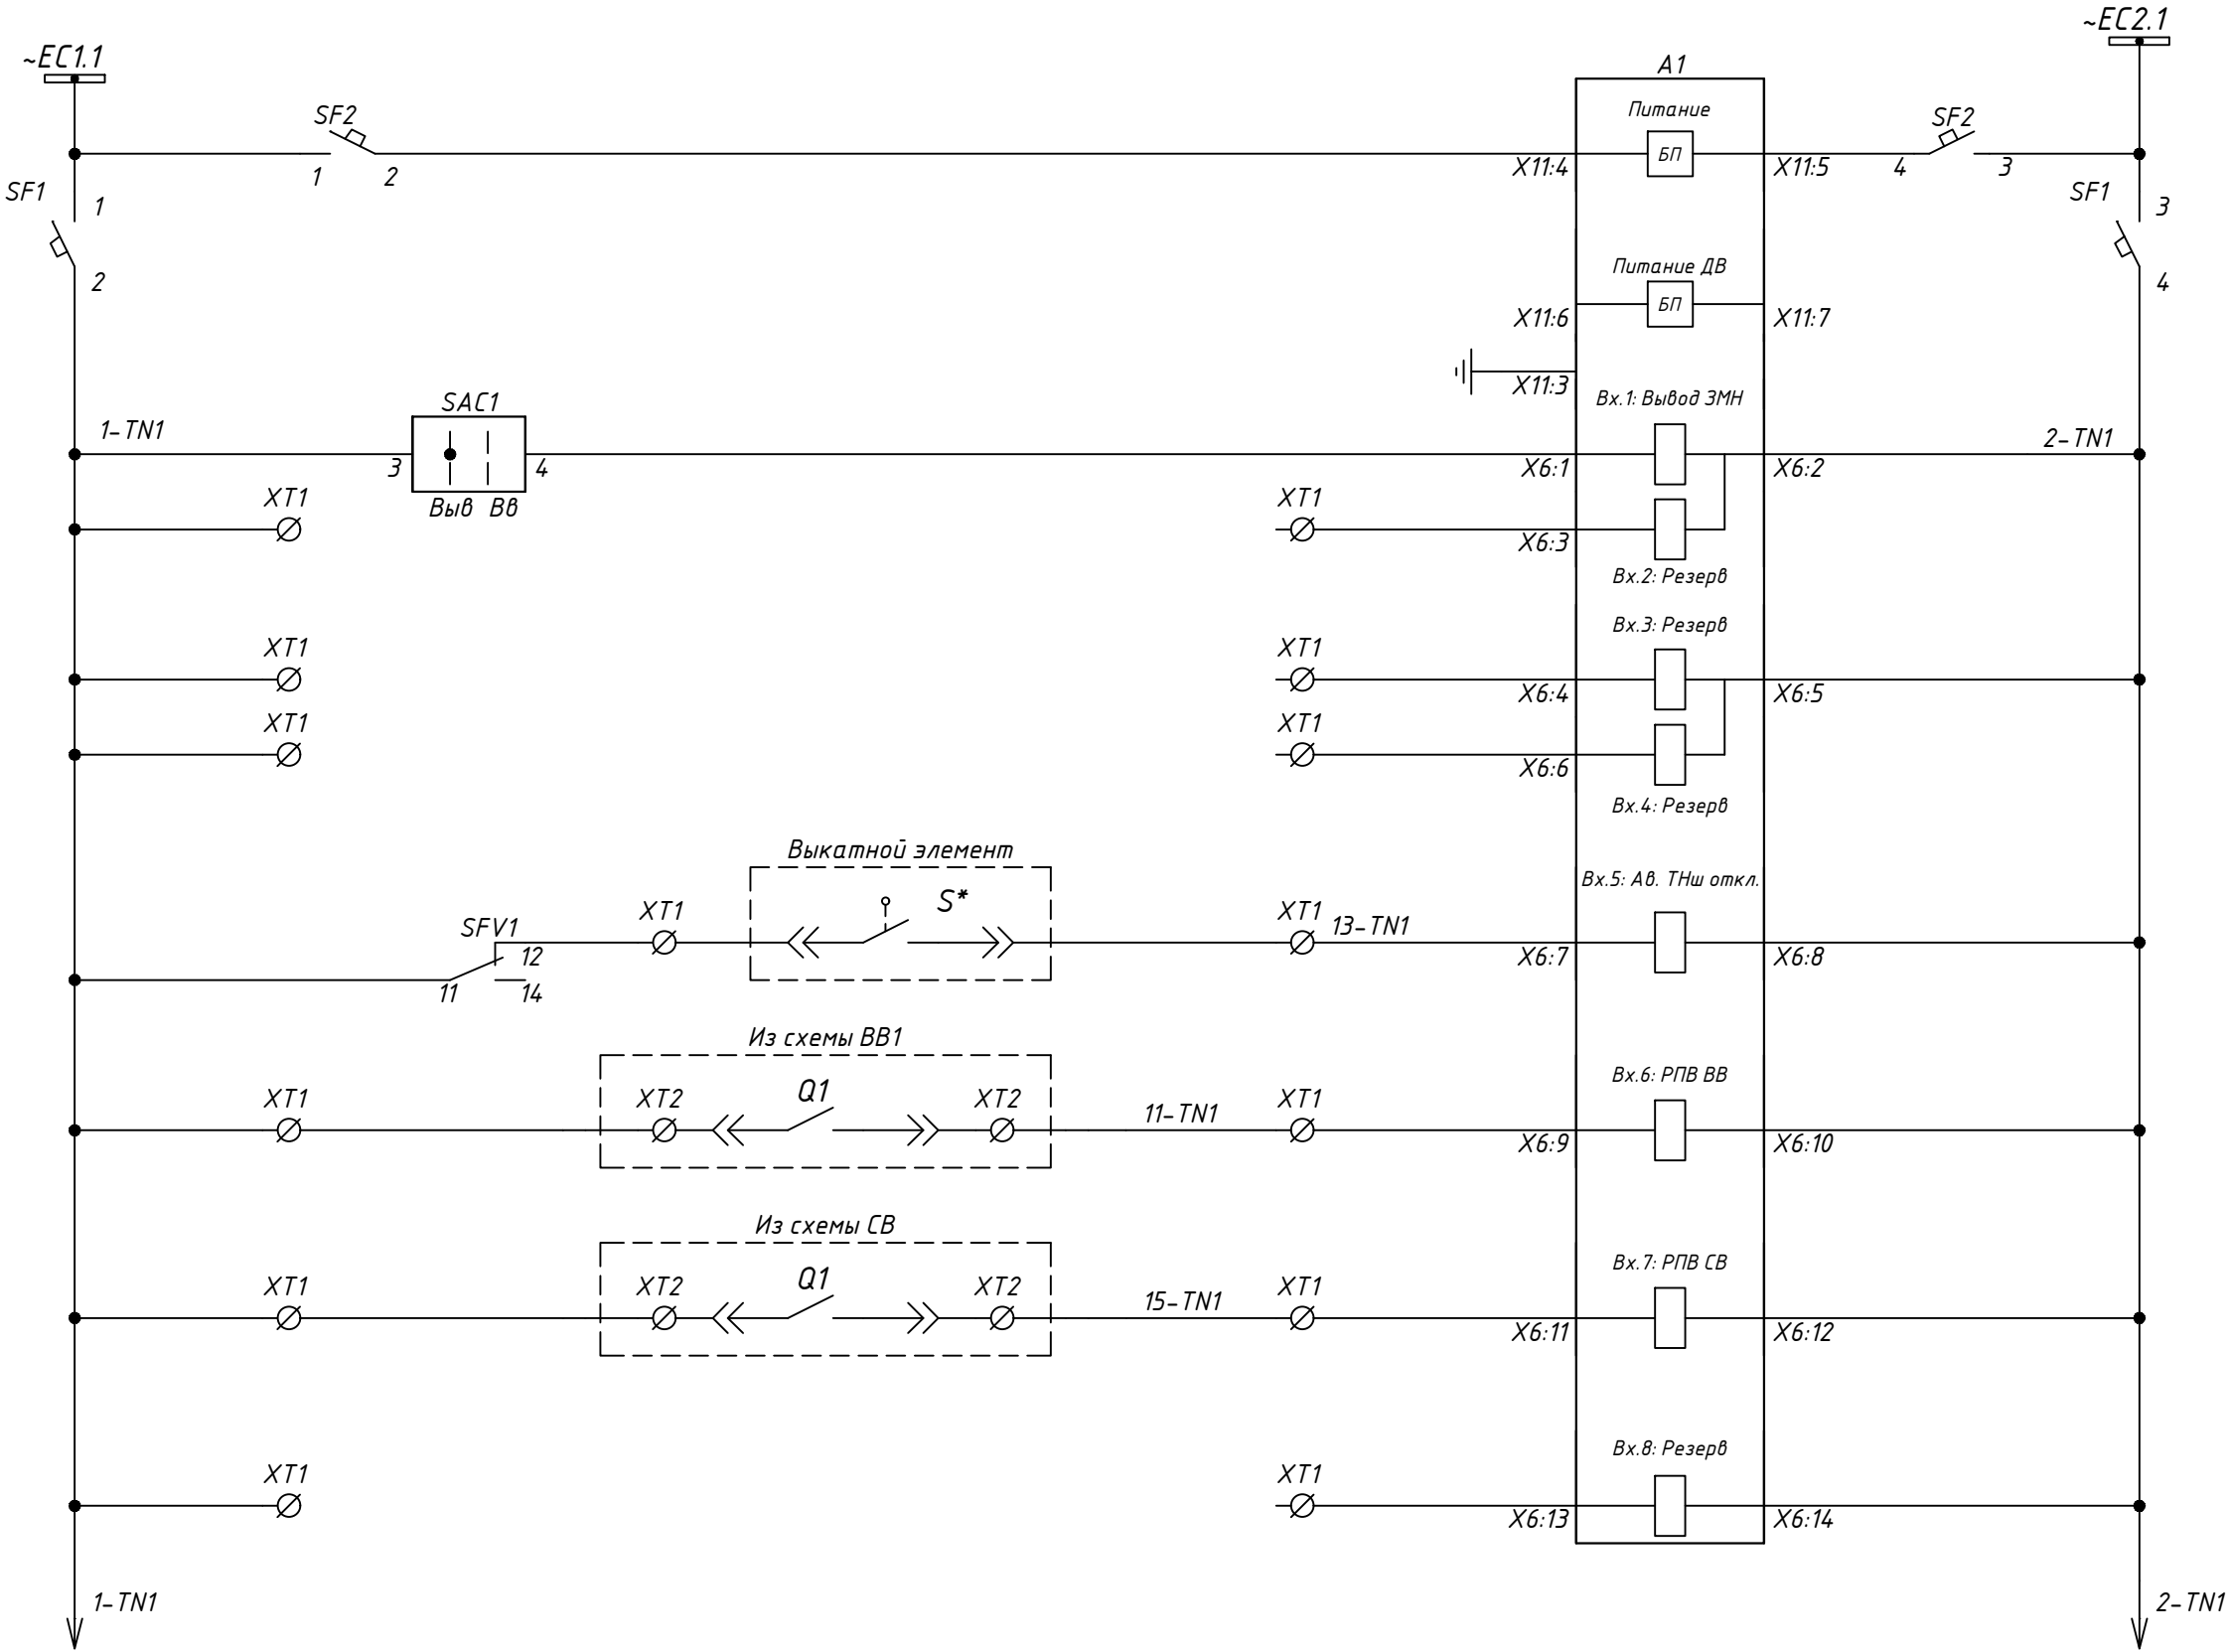 ~ЕС2.1
~ЕС1.1
А1
SF2
Питание
SF2
1
2
X11:4
БП
X11:5
4
3
SF1
1
SF1
3
2
Питание ДВ
4
X11:6
БП
X11:7
X11:3
SAC1
Вх.1: Вывод ЗМН
1-TN1
3
4
X6:1
X6:2
2-TN1
Выв
Вв
XT1
XT1
X6:3
Вх.2: Резерв
Вх.3: Резерв
XT1
XT1
X6:4
X6:5
XT1
XT1
X6:6
Вх.4: Резерв
Выкатной элемент
Вх.5: Ав. ТНш откл.
SFV1
XT1
S*
XT1
13-TN1
12
X6:7
X6:8
11
14
Из схемы ВВ1
Вх.6: РПВ ВВ
XT1
XT2
Q1
XT2
11-TN1
XT1
X6:9
X6:10
Из схемы СВ
Вх.7: РПВ СВ
XT1
XT2
Q1
XT2
15-TN1
XT1
X6:11
X6:12
Вх.8: Резерв
XT1
XT1
X6:13
X6:14
1-TN1
2-TN1